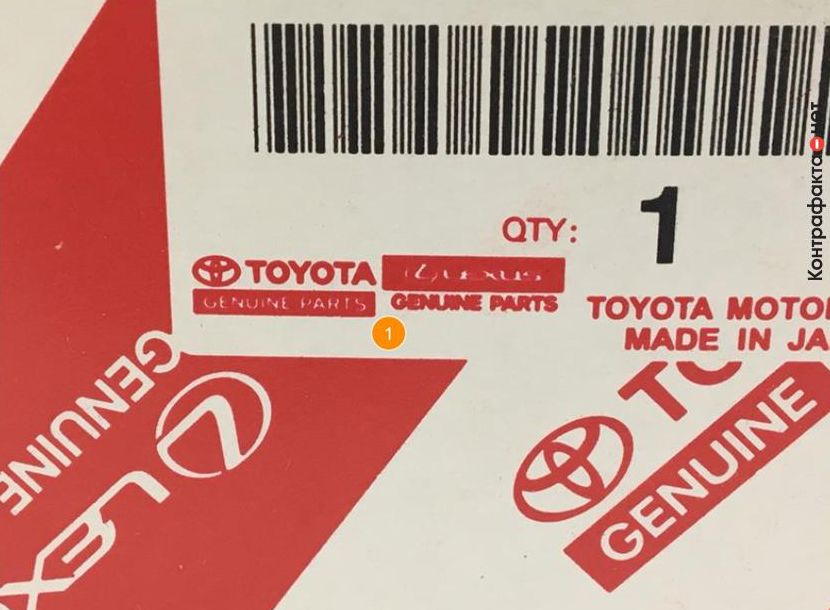 QTY: 1
TOYOTA LEXUS
GENUINE PARTS GENUINE PARTS
TOYOTA MOTO
MADE IN JA
1
GENUINE
LEX
TO
GENUINE
Контрафакта нет